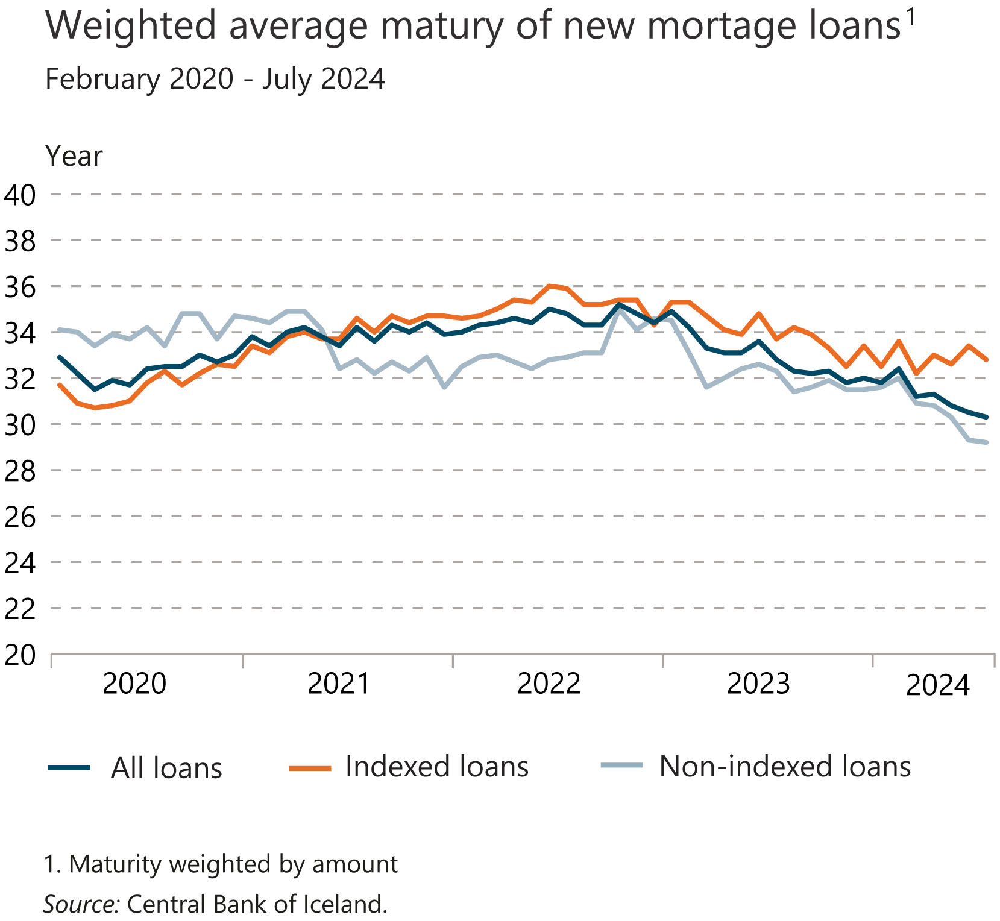 Weighted average matury of new mortage loans¹
February 2020 - July 2024
Year
40
38
36
34
32
30
28
26
24
22
20
2020 2021 2022 2023 2024
All loans Indexed loans Non-indexed loans
1. Maturity weighted by amount
Source: Central Bank of Iceland.